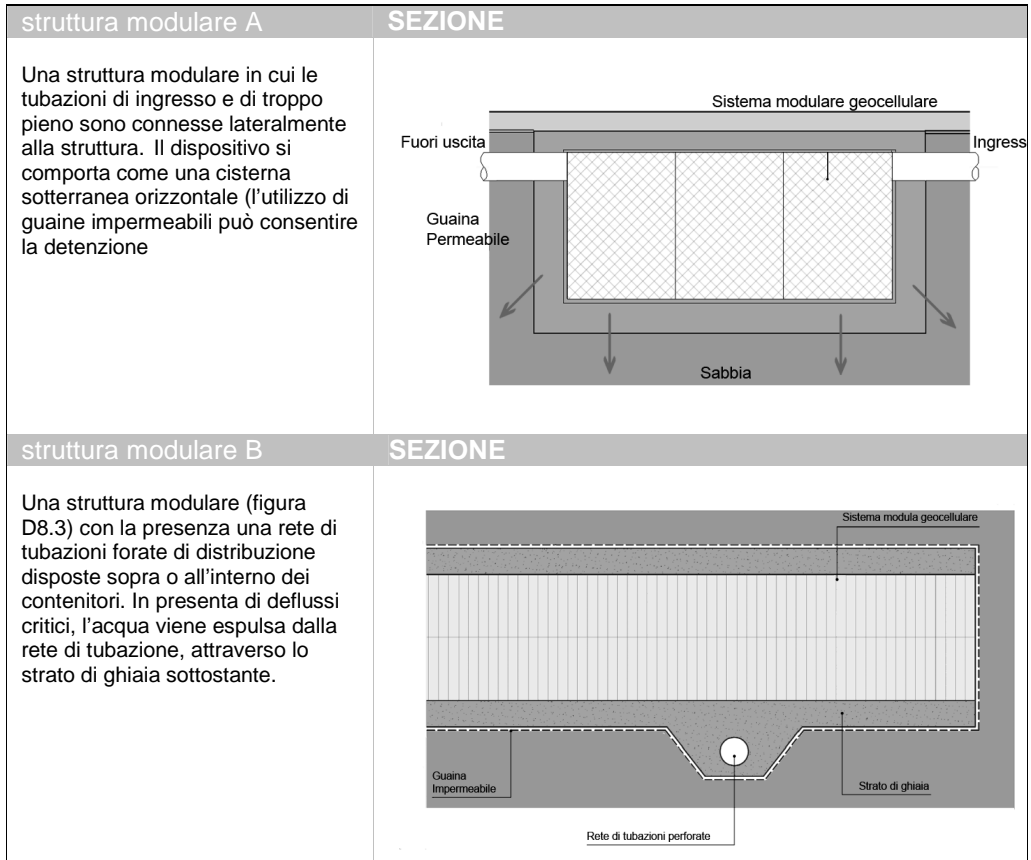 struttura modulare A
SEZIONE
Una struttura modulare in cui le
tubazioni di ingresso e di troppo
pieno sono connesse lateralmente
alla struttura. Il dispositivo si
comporta come una cisterna
sotterranea orizzontale (l'utilizzo di
guaine impermeabili può consentire
la detenzione
Sistema modulare geocellulare
Fuori uscita
Ingress
Guaina
Permeabile
Sabbia
struttura modulare B
SEZIONE
Una struttura modulare (figura
D8.3) con la presenza una rete di
tubazioni forate di distribuzione
disposte sopra o all'interno dei
contenitori. In presenta di deflussi
critici, l'acqua viene espulsa dalla
rete di tubazione, attraverso lo
strato di ghiaia sottostante.
Sistema modula geocellulare
Guaina
Impermeabile
Strato di ghiaia
Rete di tubazioni perforate